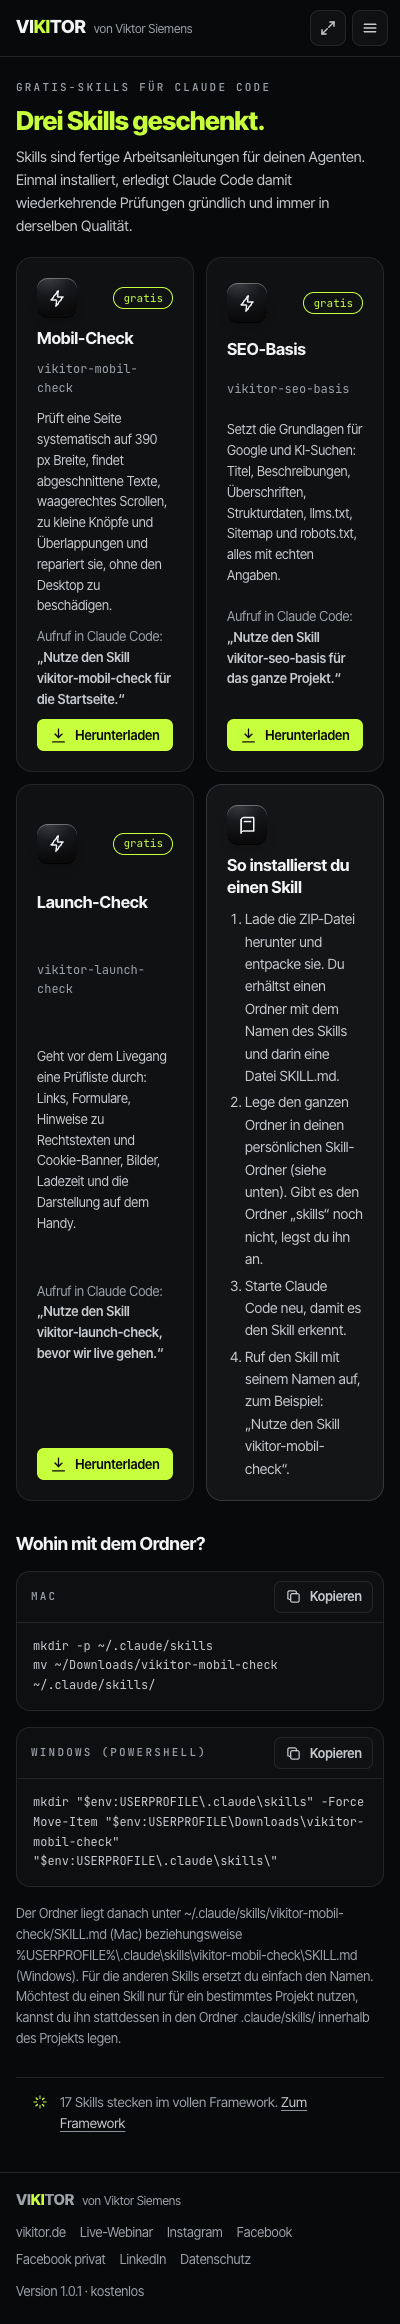 VIKITOR von Viktor Siemens
GRATIS-SKILLS FÜR CLAUDE CODE
Drei Skills geschenkt.
Skills sind fertige Arbeitsanleitungen für deinen Agenten.
Einmal installiert, erledigt Claude Code damit
wiederkehrende Prüfungen gründlich und immer in
derselben Qualität.
gratis
Mobil-Check
vikitor-mobil-
check
Prüft eine Seite
systematisch auf 390
px Breite, findet
abgeschnittene Texte,
waagerechtes Scrollen,
zu kleine Knöpfe und
Überlappungen und
repariert sie, ohne den
Desktop zu
beschädigen.
Aufruf in Claude Code:
„Nutze den Skill
vikitor-mobil-check für
die Startseite.“
Herunterladen
gratis
SEO-Basis
vikitor-seo-basis
Setzt die Grundlagen für
Google und KI-Suchen:
Titel, Beschreibungen,
Überschriften,
Strukturdaten, llms.txt,
Sitemap und robots.txt,
alles mit echten
Angaben.
Aufruf in Claude Code:
„Nutze den Skill
vikitor-seo-basis für
das ganze Projekt.“
Herunterladen
gratis
Launch-Check
vikitor-launch-
check
Geht vor dem Livegang
eine Prüfliste durch:
Links, Formulare,
Hinweise zu
Rechtstexten und
Cookie-Banner, Bilder,
Ladezeit und die
Darstellung auf dem
Handy.
Aufruf in Claude Code:
„Nutze den Skill
vikitor-launch-check,
bevor wir live gehen.“
Herunterladen
So installierst du
einen Skill
1. Lade die ZIP-Datei
herunter und
entpacke sie. Du
erhältst einen
Ordner mit dem
Namen des Skills
und darin eine
Datei SKILL.md.
2. Lege den ganzen
Ordner in deinen
persönlichen Skill-
Ordner (siehe
unten). Gibt es den
Ordner „skills“ noch
nicht, legst du ihn
an.
3. Starte Claude
Code neu, damit es
den Skill erkennt.
4. Ruf den Skill mit
seinem Namen auf,
zum Beispiel:
„Nutze den Skill
vikitor-mobil-
check“.
Wohin mit dem Ordner?
MAC
Kopieren
mkdir -p ~/.claude/skills
mv ~/Downloads/vikitor-mobil-check
~/.claude/skills/
WINDOWS (POWERSHELL)
Kopieren
mkdir "$env:USERPROFILE\.claude\skills" -Force
Move-Item "$env:USERPROFILE\Downloads\vikitor-
mobil-check"
"$env:USERPROFILE\.claude\skills\"
Der Ordner liegt danach unter ~/.claude/skills/vikitor-mobil-
check/SKILL.md (Mac) beziehungsweise
%USERPROFILE%\.claude\skills\vikitor-mobil-check\SKILL.md
(Windows). Für die anderen Skills ersetzt du einfach den Namen.
Möchtest du einen Skill nur für ein bestimmtes Projekt nutzen,
kannst du ihn stattdessen in den Ordner .claude/skills/ innerhalb
des Projekts legen.
17 Skills stecken im vollen Framework. Zum
Framework
VIKITOR von Viktor Siemens
vikitor.de Live-Webinar Instagram Facebook
Facebook privat LinkedIn Datenschutz
Version 1.0.1 · kostenlos